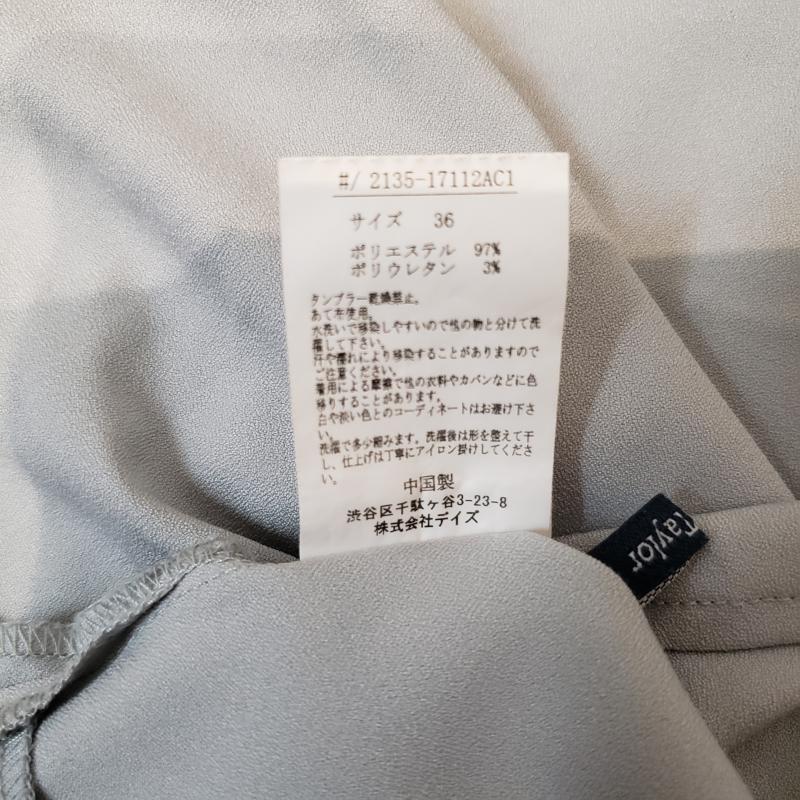 #/ 2135-17112AC1
サイズ 36
ポリエステル 97%
ポリウレタン 3%
タンブラー乾燥禁止。
あて布使用。
水洗いで移染しやすいので他の物と分けて洗
濯して下さい。
汗や濡れにより移染することがありますので
ご注意ください。
着用による摩擦で他の衣料やカバンなどに色
移りすることがあります。
白や淡い色とのコーディネートはお避け下さ
い。
洗濯で多少縮みます。洗濯後は形を整えて干
し、仕上げは丁寧にアイロン掛けしてくださ
い。
中国製
渋谷区千駄ヶ谷3-23-8
株式会社デイズ
Taylor